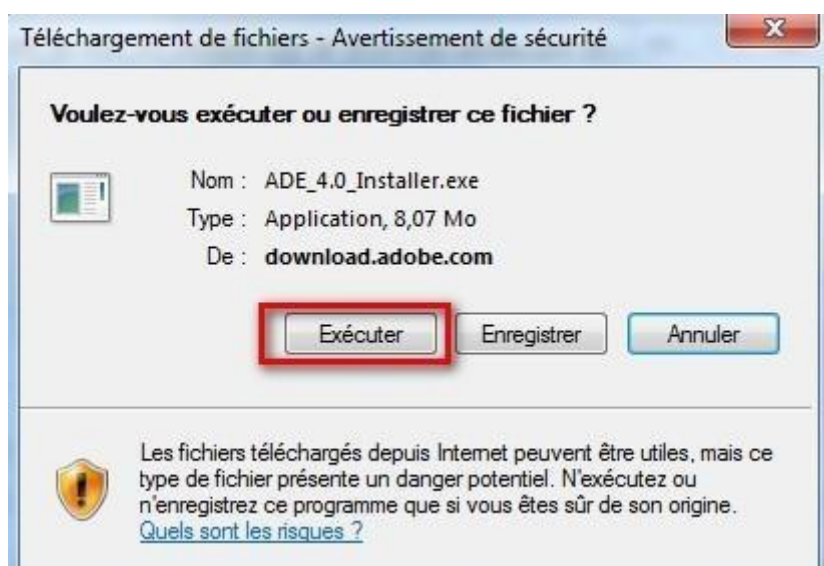 Téléchargement de fichiers - Avertissement de sécurité
Voulez-vous exécuter ou enregistrer ce fichier ?
Nom : ADE_4.0_Installer.exe
Type : Application, 8,07 Mo
De : download.adobe.com
Exécuter Enregistrer Annuler
Les fichiers téléchargés depuis Internet peuvent être utiles, mais ce
type de fichier présente un danger potentiel. N'exécutez ou
n'enregistrez ce programme que si vous êtes sûr de son origine.
Quels sont les risques ?